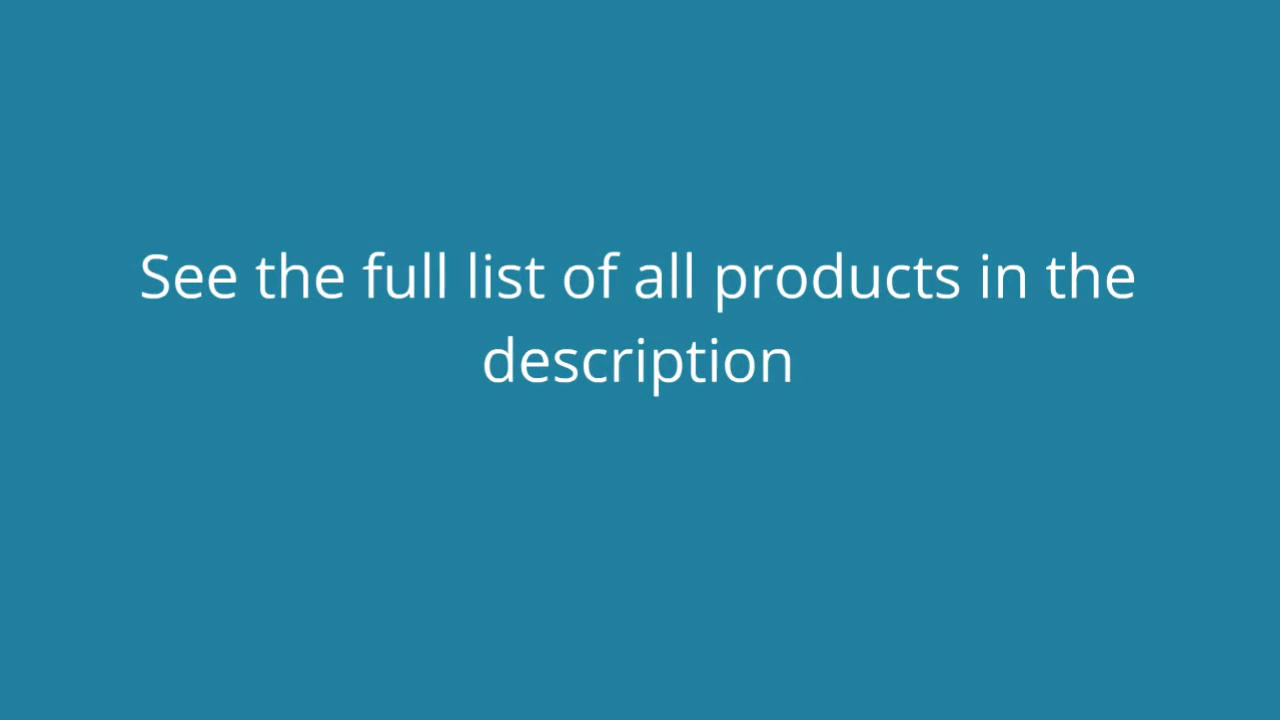 See the full list of all products in the
description